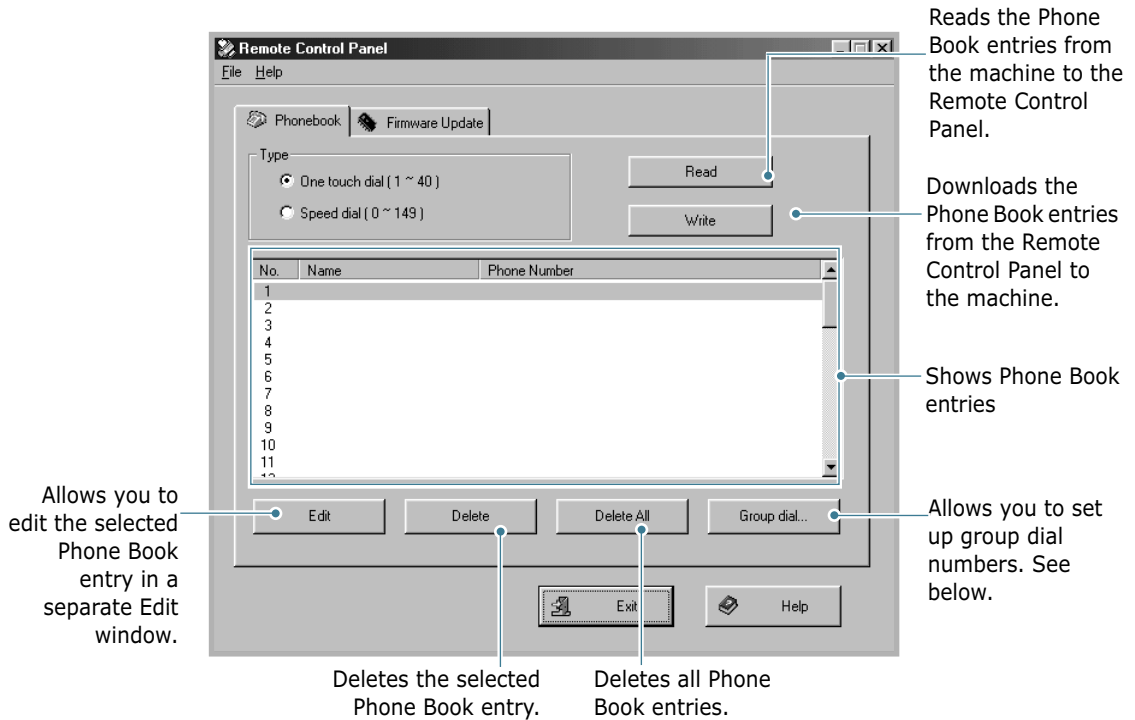 Reads the Phone
Book entries from
the machine to the
Remote Control
Panel.
Remote Control Panel
File Help
Phonebook Firmware Update
Type
One touch dial ( 1 ~ 40 )
Speed dial ( 0 ~ 149 )
Read
Write
Downloads the
Phone Book entries
from the Remote
Control Panel to
the machine.
No. Name Phone Number
1
2
3
4
5
6
7
8
9
10
11
12
Shows Phone Book
entries
Allows you to
edit the selected
Phone Book
entry in a
separate Edit
window.
Edit Delete Delete All Group dial...
Allows you to set
up group dial
numbers. See
below.
Exit Help
Deletes the selected
Phone Book entry.
Deletes all Phone
Book entries.